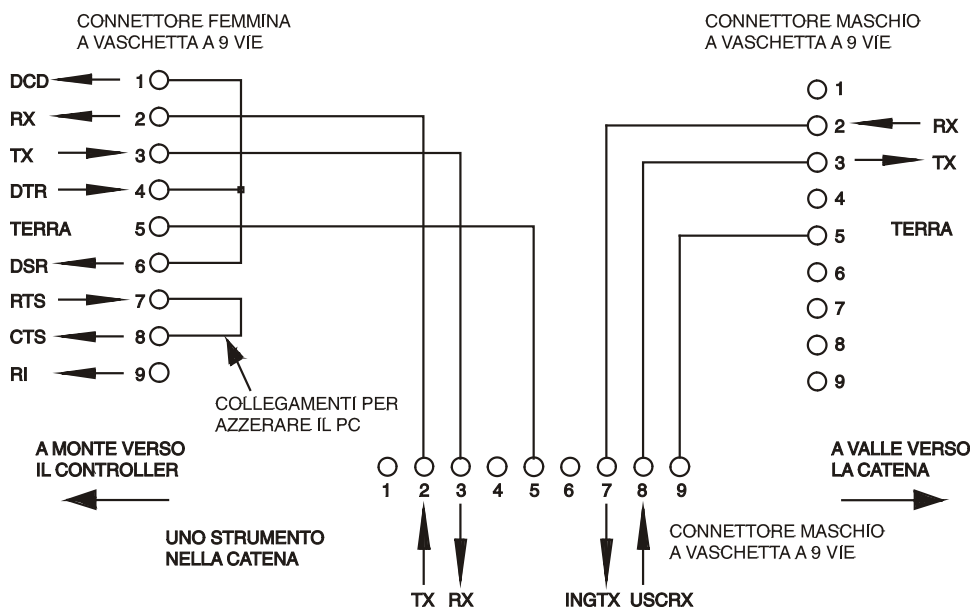 CONNETTORE FEMMINA
A VASCHETTA A 9 VIE
CONNETTORE MASCHIO
A VASCHETTA A 9 VIE
DCD 1
RX 2
TX 3
DTR 4
TERRA 5
DSR 6
RTS 7
CTS 8
RI 9
1
2 RX
3 TX
4
5 TERRA
6
7
8
9
COLLEGAMENTI PER
AZZERARE IL PC
A MONTE VERSO
IL CONTROLLER
A VALLE VERSO
LA CATENA
1 2 3 4 5 6 7 8 9
UNO STRUMENTO
NELLA CATENA
CONNETTORE MASCHIO
A VASCHETTA A 9 VIE
TX RX INGTX USCRX